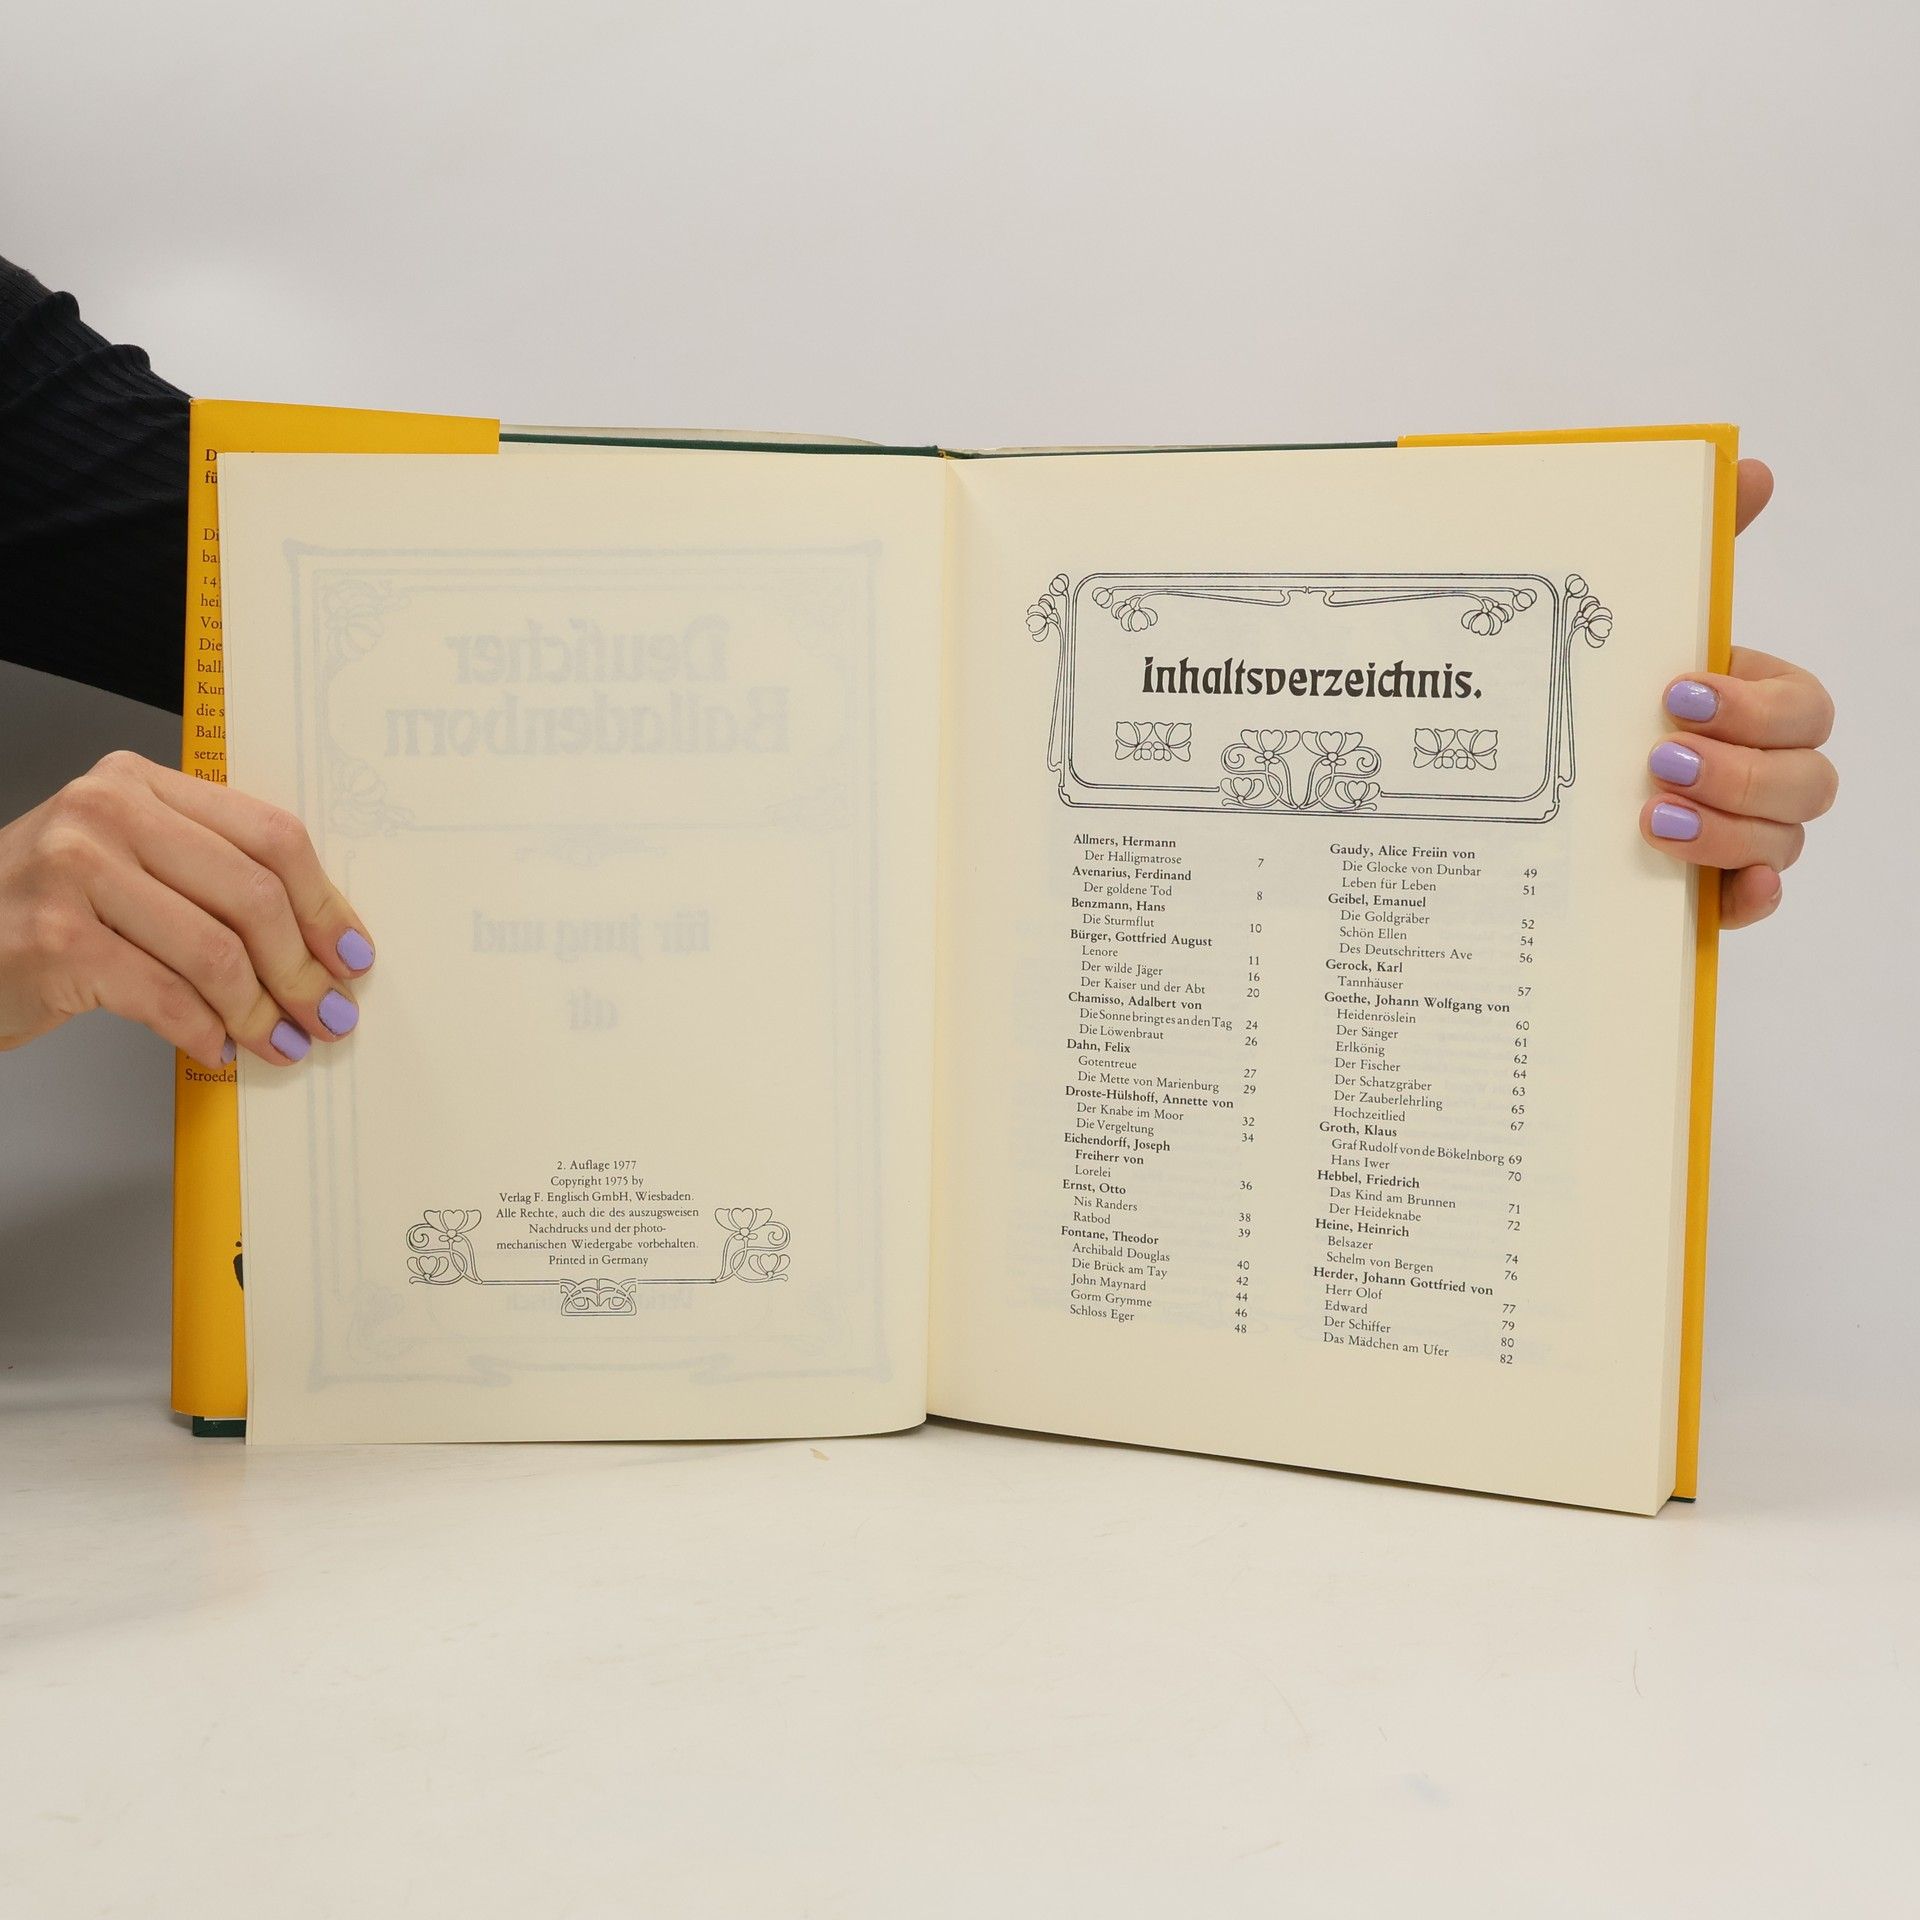 Deutscher
Balladenborn
für jung und
alt
2. Auflage 1977
Copyright 1975 by
Verlag F. Englisch GmbH, Wiesbaden.
Alle Rechte, auch die des auszugsweisen
Nachdrucks und der photo-
mechanischen Wiedergabe vorbehalten.
Printed in Germany
Inhaltsverzeichnis.
Allmers, Hermann
Der Halligmatrose 7
Avenarius, Ferdinand
Der goldene Tod 8
Benzmann, Hans
Die Sturmflut 10
Bürger, Gottfried August
Lenore 11
Der wilde Jäger 16
Der Kaiser und der Abt 20
Chamisso, Adalbert von
Die Sonne bringt es an den Tag 24
Die Löwenbraut 26
Dahn, Felix
Gotentreue 27
Die Mette von Marienburg 29
Droste-Hülshoff, Annette von
Der Knabe im Moor 32
Die Vergeltung 34
Eichendorff, Joseph
Freiherr von
Lorelei 36
Ernst, Otto
Nis Randers 38
Ratbod 39
Fontane, Theodor
Archibald Douglas 40
Die Brück am Tay 42
John Maynard 44
Gorm Grymme 46
Schloss Eger 48
Gaudy, Alice Freiin von
Die Glocke von Dunbar 49
Leben für Leben 51
Geibel, Emanuel
Die Goldgräber 52
Schön Ellen 54
Des Deutschritters Ave 56
Gerock, Karl
Tannhäuser 57
Goethe, Johann Wolfgang von
Heidenröslein 60
Der Sänger 61
Erlkönig 62
Der Fischer 64
Der Schatzgräber 63
Der Zauberlehrling 65
Hochzeitlied 67
Groth, Klaus
Graf Rudolf von de Bökelnborg 69
Hans Iwer 70
Hebbel, Friedrich
Das Kind am Brunnen 71
Der Heideknabe 72
Heine, Heinrich
Belsazer 74
Schelm von Bergen 76
Herder, Johann Gottfried von
Herr Olof 77
Edward 79
Der Schiffer 80
Das Mädchen am Ufer 82